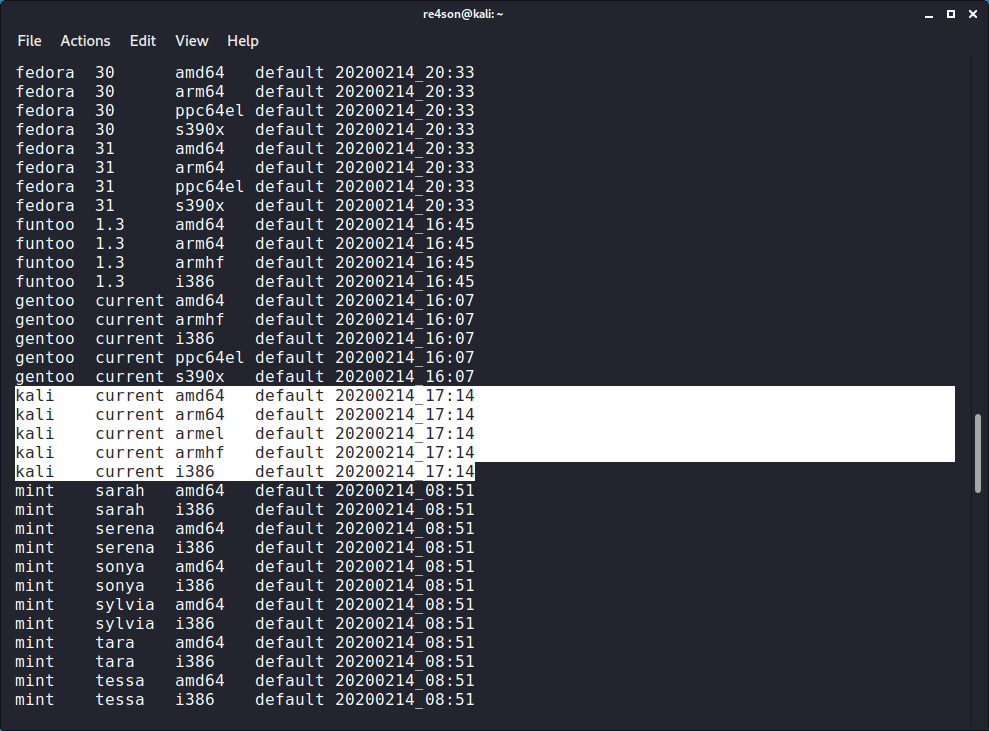 re4son@kali: ~
File Actions Edit View Help
fedora 30 amd64 default 20200214_20:33
fedora 30 arm64 default 20200214_20:33
fedora 30 ppc64el default 20200214_20:33
fedora 30 s390x default 20200214_20:33
fedora 31 amd64 default 20200214_20:33
fedora 31 arm64 default 20200214_20:33
fedora 31 ppc64el default 20200214_20:33
fedora 31 s390x default 20200214_20:33
funtoo 1.3 amd64 default 20200214_16:45
funtoo 1.3 arm64 default 20200214_16:45
funtoo 1.3 armhf default 20200214_16:45
funtoo 1.3 i386 default 20200214_16:45
gentoo current amd64 default 20200214_16:07
gentoo current armhf default 20200214_16:07
gentoo current i386 default 20200214_16:07
gentoo current ppc64el default 20200214_16:07
gentoo current s390x default 20200214_16:07
kali current amd64 default 20200214_17:14
kali current arm64 default 20200214_17:14
kali current armel default 20200214_17:14
kali current armhf default 20200214_17:14
kali current i386 default 20200214_17:14
mint sarah amd64 default 20200214_08:51
mint sarah i386 default 20200214_08:51
mint serena amd64 default 20200214_08:51
mint serena i386 default 20200214_08:51
mint sonya amd64 default 20200214_08:51
mint sonya i386 default 20200214_08:51
mint sylvia amd64 default 20200214_08:51
mint sylvia i386 default 20200214_08:51
mint tara amd64 default 20200214_08:51
mint tara i386 default 20200214_08:51
mint tessa amd64 default 20200214_08:51
mint tessa i386 default 20200214_08:51